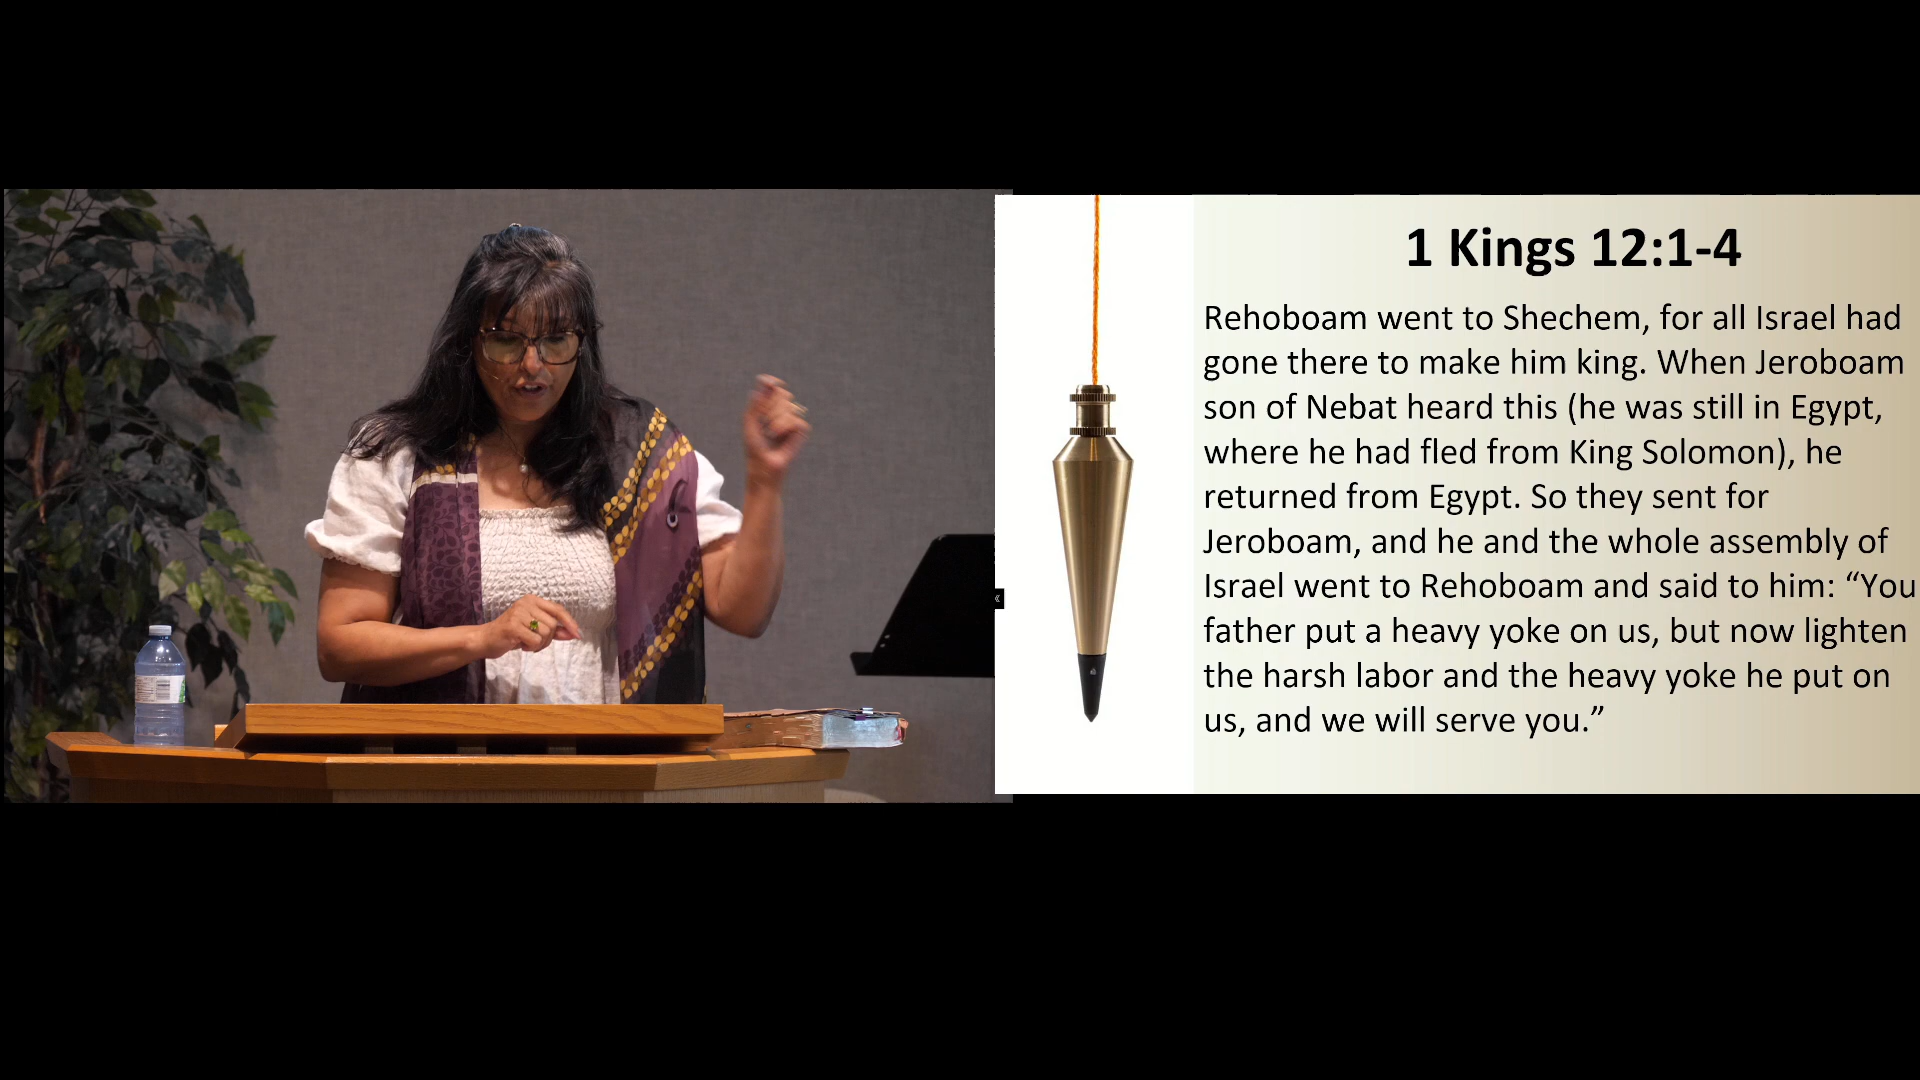 1 Kings 12:1-4
Rehoboam went to Shechem, for all Israel had
gone there to make him king. When Jeroboam
son of Nebat heard this (he was still in Egypt,
where he had fled from King Solomon), he
returned from Egypt. So they sent for
Jeroboam, and he and the whole assembly of
Israel went to Rehoboam and said to him: “You
father put a heavy yoke on us, but now lighten
the harsh labor and the heavy yoke he put on
us, and we will serve you.”